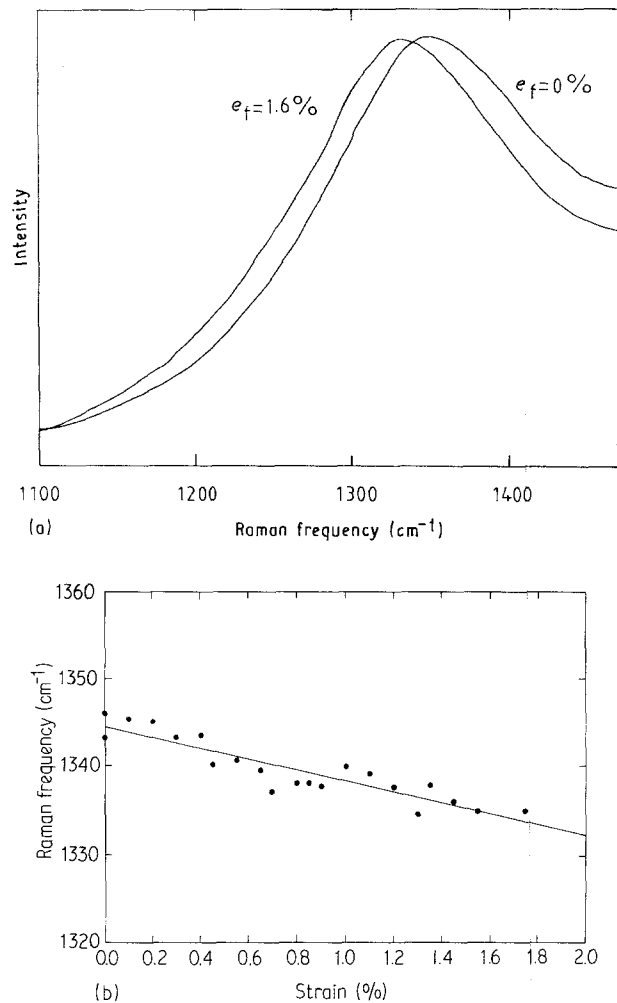 e_f=1.6%
e_f=0%
Intensity
1100 1200 1300 1400
(a) Raman frequency (cm⁻¹)
1360
1350
1340
1330
1320
Raman frequency (cm⁻¹)
0.0 0.2 0.4 0.6 0.8 1.0 1.2 1.4 1.6 1.8 2.0
(b) Strain (%)